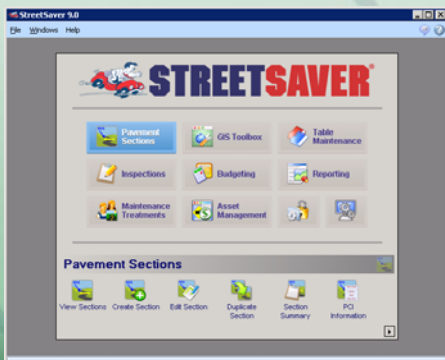 StreetSaver 9.0
File Windows Help
STREETSAVER®
Pavement Sections
GIS Toolbox
Table Maintenance
Inspections
Budgeting
Reporting
Maintenance Treatments
Asset Management
Pavement Sections
View Sections
Create Section
Edit Section
Duplicate Section
Section Summary
PCI Information